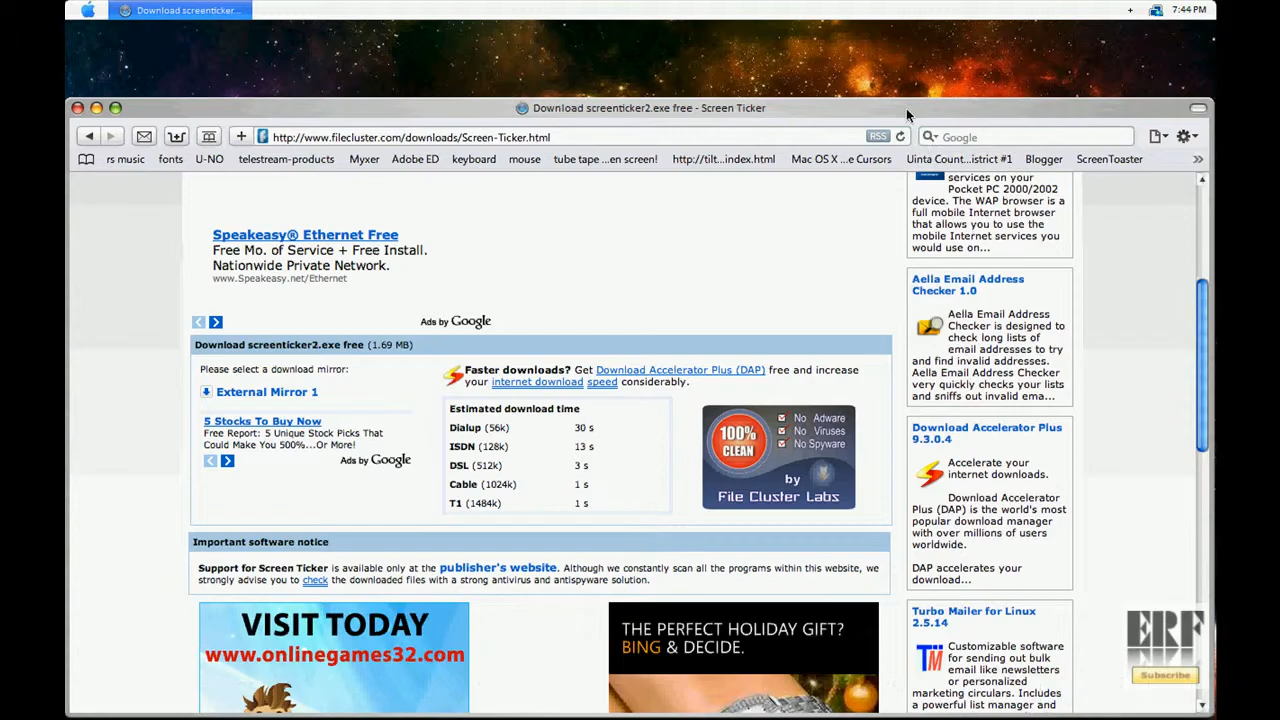 Download screenticker...
+
7:44 PM
Download screenticker2.exe free - Screen Ticker
+
http://www.filecluster.com/downloads/Screen-Ticker.html
RSS
Google
rs music
fonts
U-NO
telestream-products
Myxer
Adobe ED
keyboard
mouse
tube tape ...en screen!
http://tilt...index.html
Mac OS X ...e Cursors
Uinta Count...istrict #1
Blogger
ScreenToaster
»
Speakeasy® Ethernet Free
Free Mo. of Service + Free Install.
Nationwide Private Network.
www.Speakeasy.net/Ethernet
Ads by Google
Download screenticker2.exe free (1.69 MB)
Please select a download mirror:
External Mirror 1
5 Stocks To Buy Now
Free Report: 5 Unique Stock Picks That
Could Make You 500%...Or More!
Ads by Google
Faster downloads? Get Download Accelerator Plus (DAP) free and increase
your internet download speed considerably.
Estimated download time
Dialup (56k) 30 s
ISDN (128k) 13 s
DSL (512k) 3 s
Cable (1024k) 1 s
T1 (1484k) 1 s
100%
CLEAN
No Adware
No Viruses
No Spyware
by
File Cluster Labs
Important software notice
Support for Screen Ticker is available only at the publisher's website. Although we constantly scan all the programs within this website, we
strongly advise you to check the downloaded files with a strong antivirus and antispyware solution.
VISIT TODAY
www.onlinegames32.com
THE PERFECT HOLIDAY GIFT?
BING & DECIDE.
services on your
Pocket PC 2000/2002
device. The WAP browser is a
full mobile Internet browser
that allows you to use the
mobile Internet services you
would use on...
Aella Email Address
Checker 1.0
Aella Email Address
Checker is designed to
check long lists of
email addresses to try
and find invalid addresses.
Aella Email Address Checker
very quickly checks your lists
and sniffs out invalid ema...
Download Accelerator Plus
9.3.0.4
Accelerate your
internet downloads.
Download Accelerator
Plus (DAP) is the world's most
popular download manager
with over millions of users
worldwide.
DAP accelerates your
download...
Turbo Mailer for Linux
2.5.14
TM
Customizable software
for sending out bulk
email like newsletters
or personalized
marketing circulars. Includes
a powerful list manager and
ERF
Subscribe